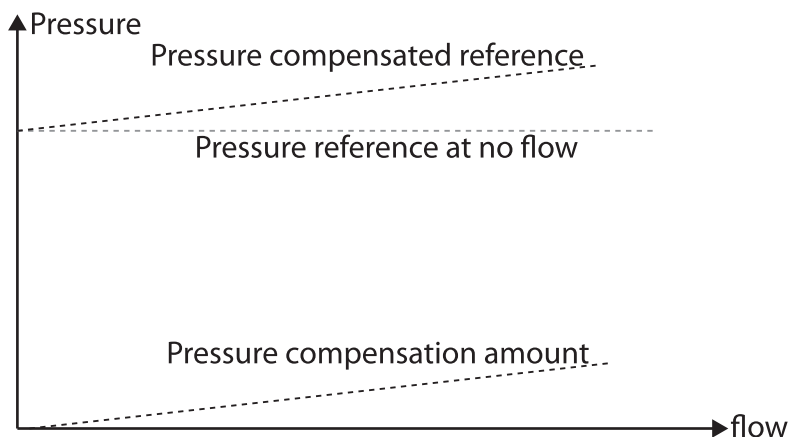 Pressure
Pressure compensated reference
Pressure reference at no flow
Pressure compensation amount
flow